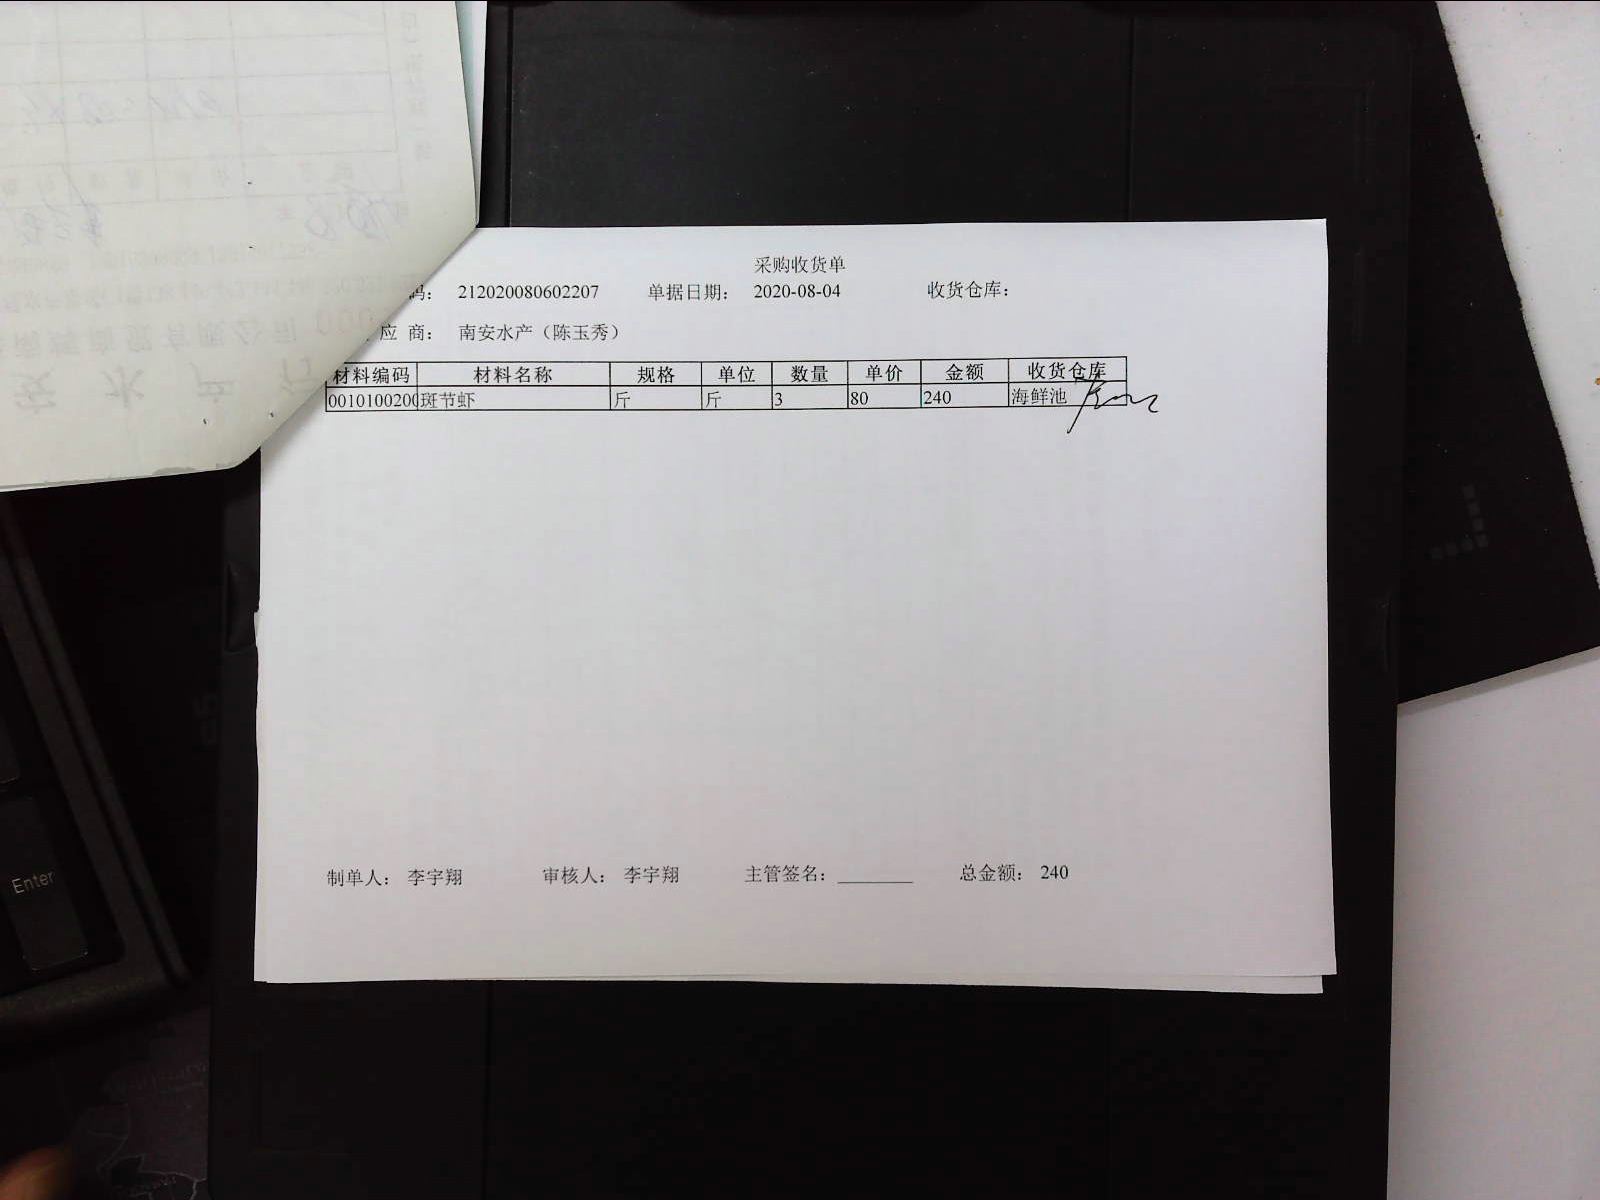 采购收货单
码： 212020080602207 单据日期： 2020-08-04 收货仓库：
应 商： 南安水产（陈玉秀）
材料编码 材料名称 规格 单位 数量 单价 金额 收货仓库
0010100200 斑节虾 斤 斤 3 80 240 海鲜池
制单人： 李宇翔 审核人： 李宇翔 主管签名：________ 总金额： 240
Enter